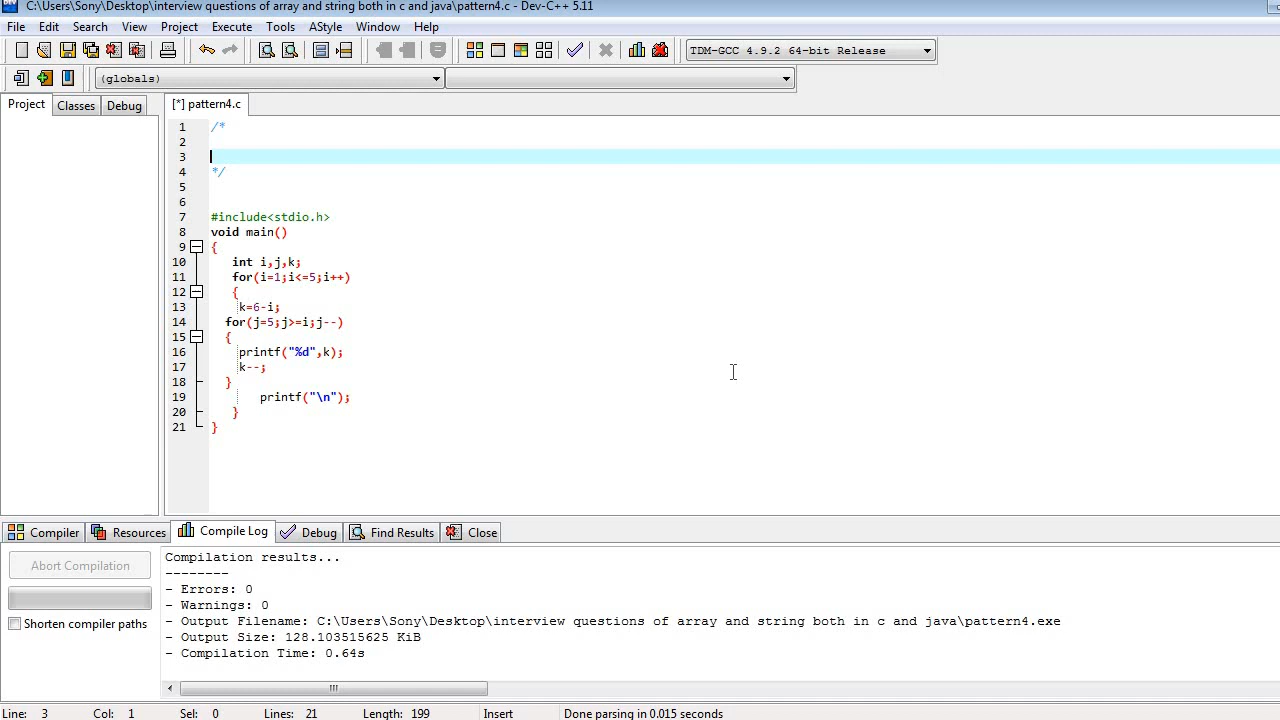 C:\Users\Sony\Desktop\interview questions of array and string both in c and java\pattern4.c - Dev-C++ 5.11
File Edit Search View Project Execute Tools AStyle Window Help
TDM-GCC 4.9.2 64-bit Release
(globals)
Project Classes Debug [*] pattern4.c
1 /*
2
3
4 */
5
6
7 #include<stdio.h>
8 void main()
9 {
10 int i,j,k;
11 for(i=1;i<=5;i++)
12 {
13 k=6-i;
14 for(j=5;j>=i;j--)
15 {
16 printf("%d",k);
17 k--;
18 }
19 printf("\n");
20 }
21 }
Compiler Resources Compile Log Debug Find Results Close
Abort Compilation
Shorten compiler paths
Compilation results...
--------
- Errors: 0
- Warnings: 0
- Output Filename: C:\Users\Sony\Desktop\interview questions of array and string both in c and java\pattern4.exe
- Output Size: 128.103515625 KiB
- Compilation Time: 0.64s
Line: 3 Col: 1 Sel: 0 Lines: 21 Length: 199 Insert Done parsing in 0.015 seconds